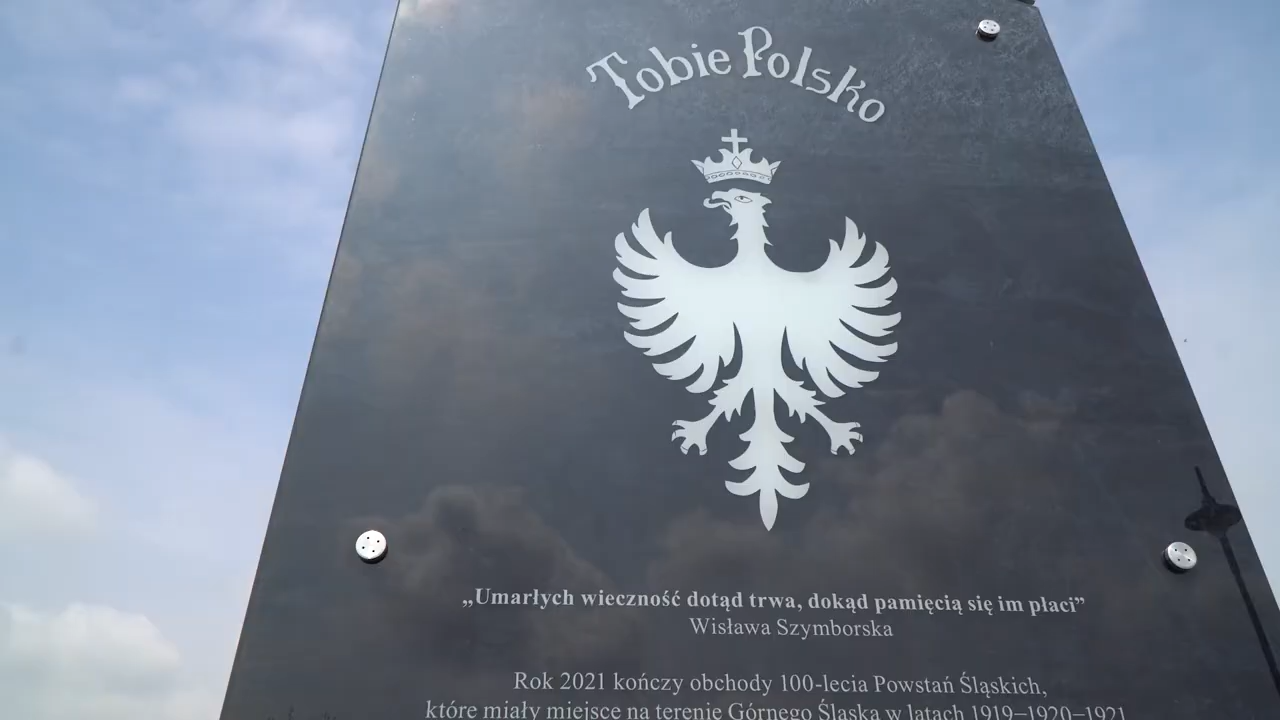 Tobie Polsko
„Umarłych wieczność dotąd trwa, dokąd pamięcią się im płaci”
Wisława Szymborska
Rok 2021 kończy obchody 100-lecia Powstań Śląskich,
które miały miejsce na terenie Górnego Śląska w latach 1919–1920–1921